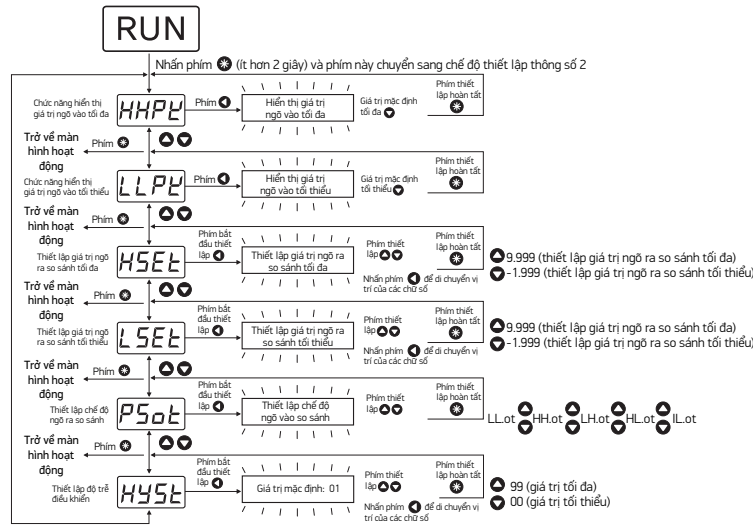 RUN
Nhấn phím (ít hơn 2 giây) và phím này chuyển sang chế độ thiết lập thông số 2
Chức năng hiển thị
giá trị ngõ vào tối đa
HHPK
Phím
Hiển thị giá trị
ngõ vào tối đa
Giá trị mặc định
tối đa
Phím thiết
lập hoàn tất
Trở về màn
hình hoạt
động
Phím
Chức năng hiển thị
giá trị ngõ vào tối thiểu
LLPK
Phím
Hiển thị giá trị
ngõ vào tối thiểu
Giá trị mặc định
tối thiểu
Phím thiết
lập hoàn tất
Trở về màn
hình hoạt
động
Phím
Thiết lập giá trị ngõ
ra so sánh tối đa
HSEt
Phím bắt
đầu thiết
lập
Thiết lập giá trị ngõ ra
so sánh tối đa
Phím thiết
lập
Nhấn phím để di chuyển vị
trí của các chữ số
Phím thiết
lập hoàn tất
9.999 (thiết lập giá trị ngõ ra so sánh tối đa)
-1.999 (thiết lập giá trị ngõ ra so sánh tối thiểu)
Trở về màn
hình hoạt
động
Phím
Thiết lập giá trị ngõ
ra so sánh tối thiểu
LSEt
Phím bắt
đầu thiết
lập
Thiết lập giá trị ngõ ra
so sánh tối thiểu
Phím thiết
lập
Nhấn phím để di chuyển vị
trí của các chữ số
Phím thiết
lập hoàn tất
9.999 (thiết lập giá trị ngõ ra so sánh tối đa)
-1.999 (thiết lập giá trị ngõ ra so sánh tối thiểu)
Trở về màn
hình hoạt
động
Phím
Thiết lập chế độ
ngõ ra so sánh
PSot
Phím bắt
đầu thiết
lập
Thiết lập chế độ
ngõ vào so sánh
Phím thiết
lập
Phím thiết
lập hoàn tất
LL.ot HH.ot LH.ot HL.ot IL.ot
Trở về màn
hình hoạt
động
Phím
Thiết lập độ trễ
điều khiển
HYSt
Phím bắt
đầu thiết
lập
Giá trị mặc định: 01
Phím thiết
lập
Nhấn phím để di chuyển vị
trí của các chữ số
Phím thiết
lập hoàn tất
99 (giá trị tối đa)
00 (giá trị tối thiểu)